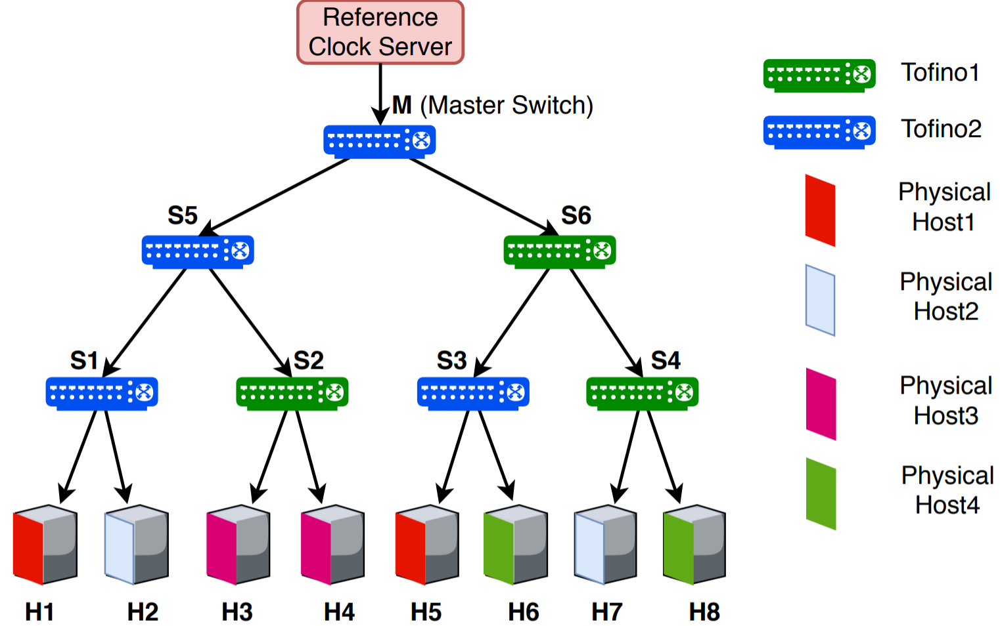 Reference
Clock Server
M (Master Switch)
S5
S6
S1
S2
S3
S4
H1
H2
H3
H4
H5
H6
H7
H8
Tofino1
Tofino2
Physical
Host1
Physical
Host2
Physical
Host3
Physical
Host4